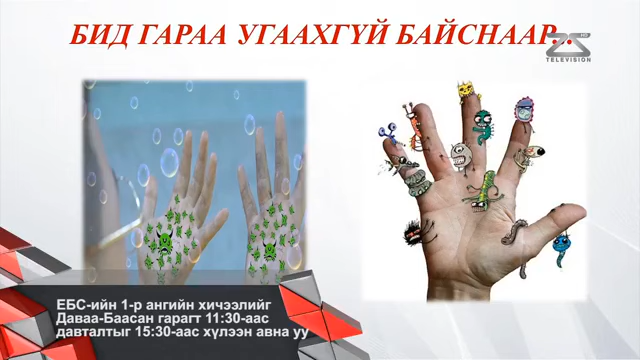 БИД ГАРАА УГААХГҮЙ БАЙСНААР
TELEVISION
ЕБС-ийн 1-р ангийн хичээлийг
Даваа-Баасан гарагт 11:30-аас
давталтыг 15:30-аас хүлээн авна уу